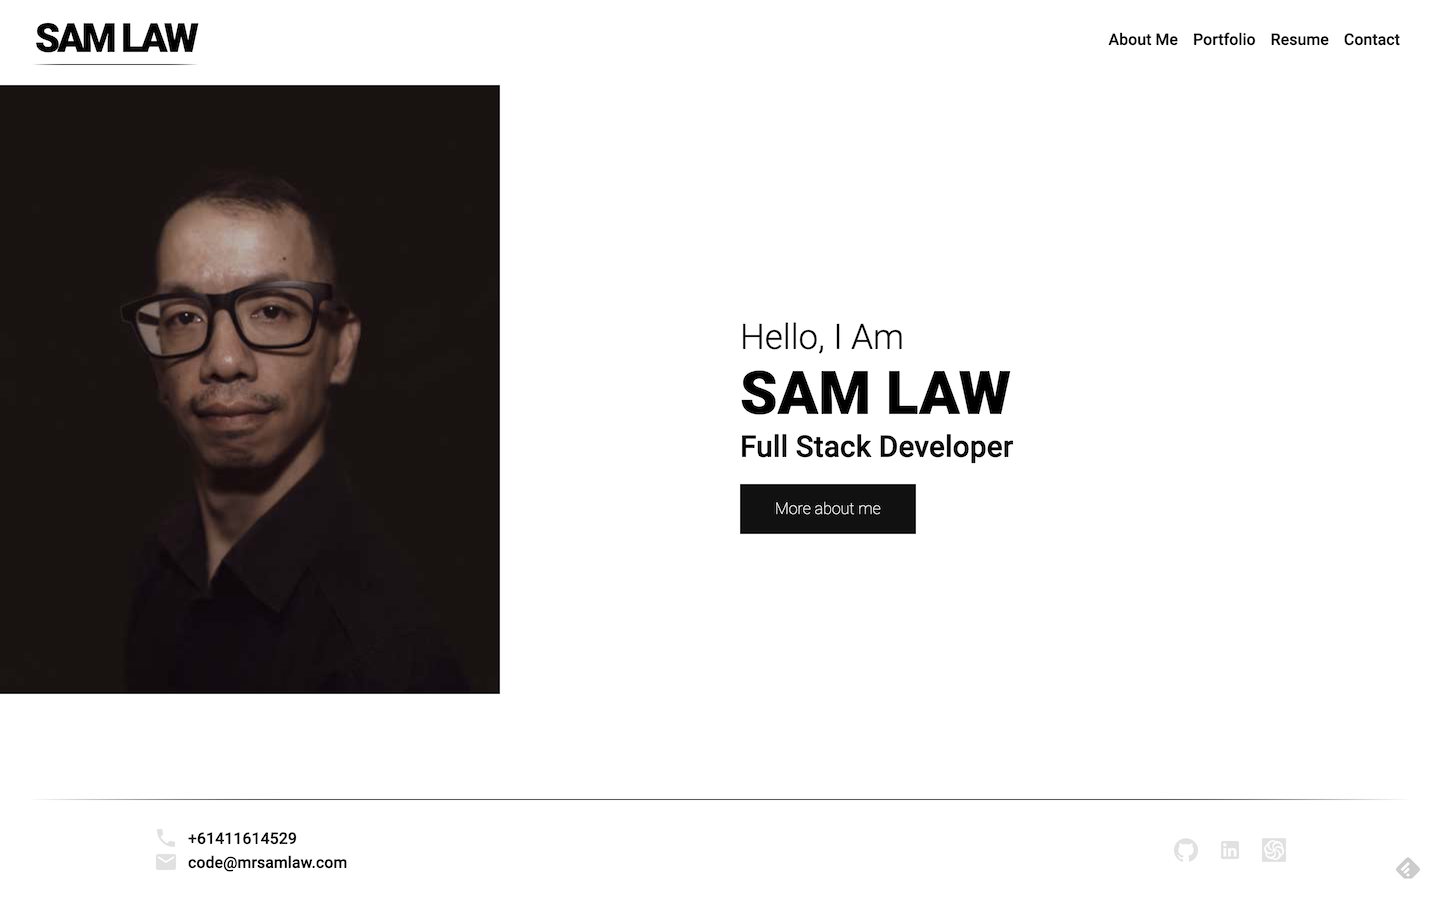 SAM LAW
About Me Portfolio Resume Contact
Hello, I Am
SAM LAW
Full Stack Developer
More about me
+61411614529
code@mrsamlaw.com
in